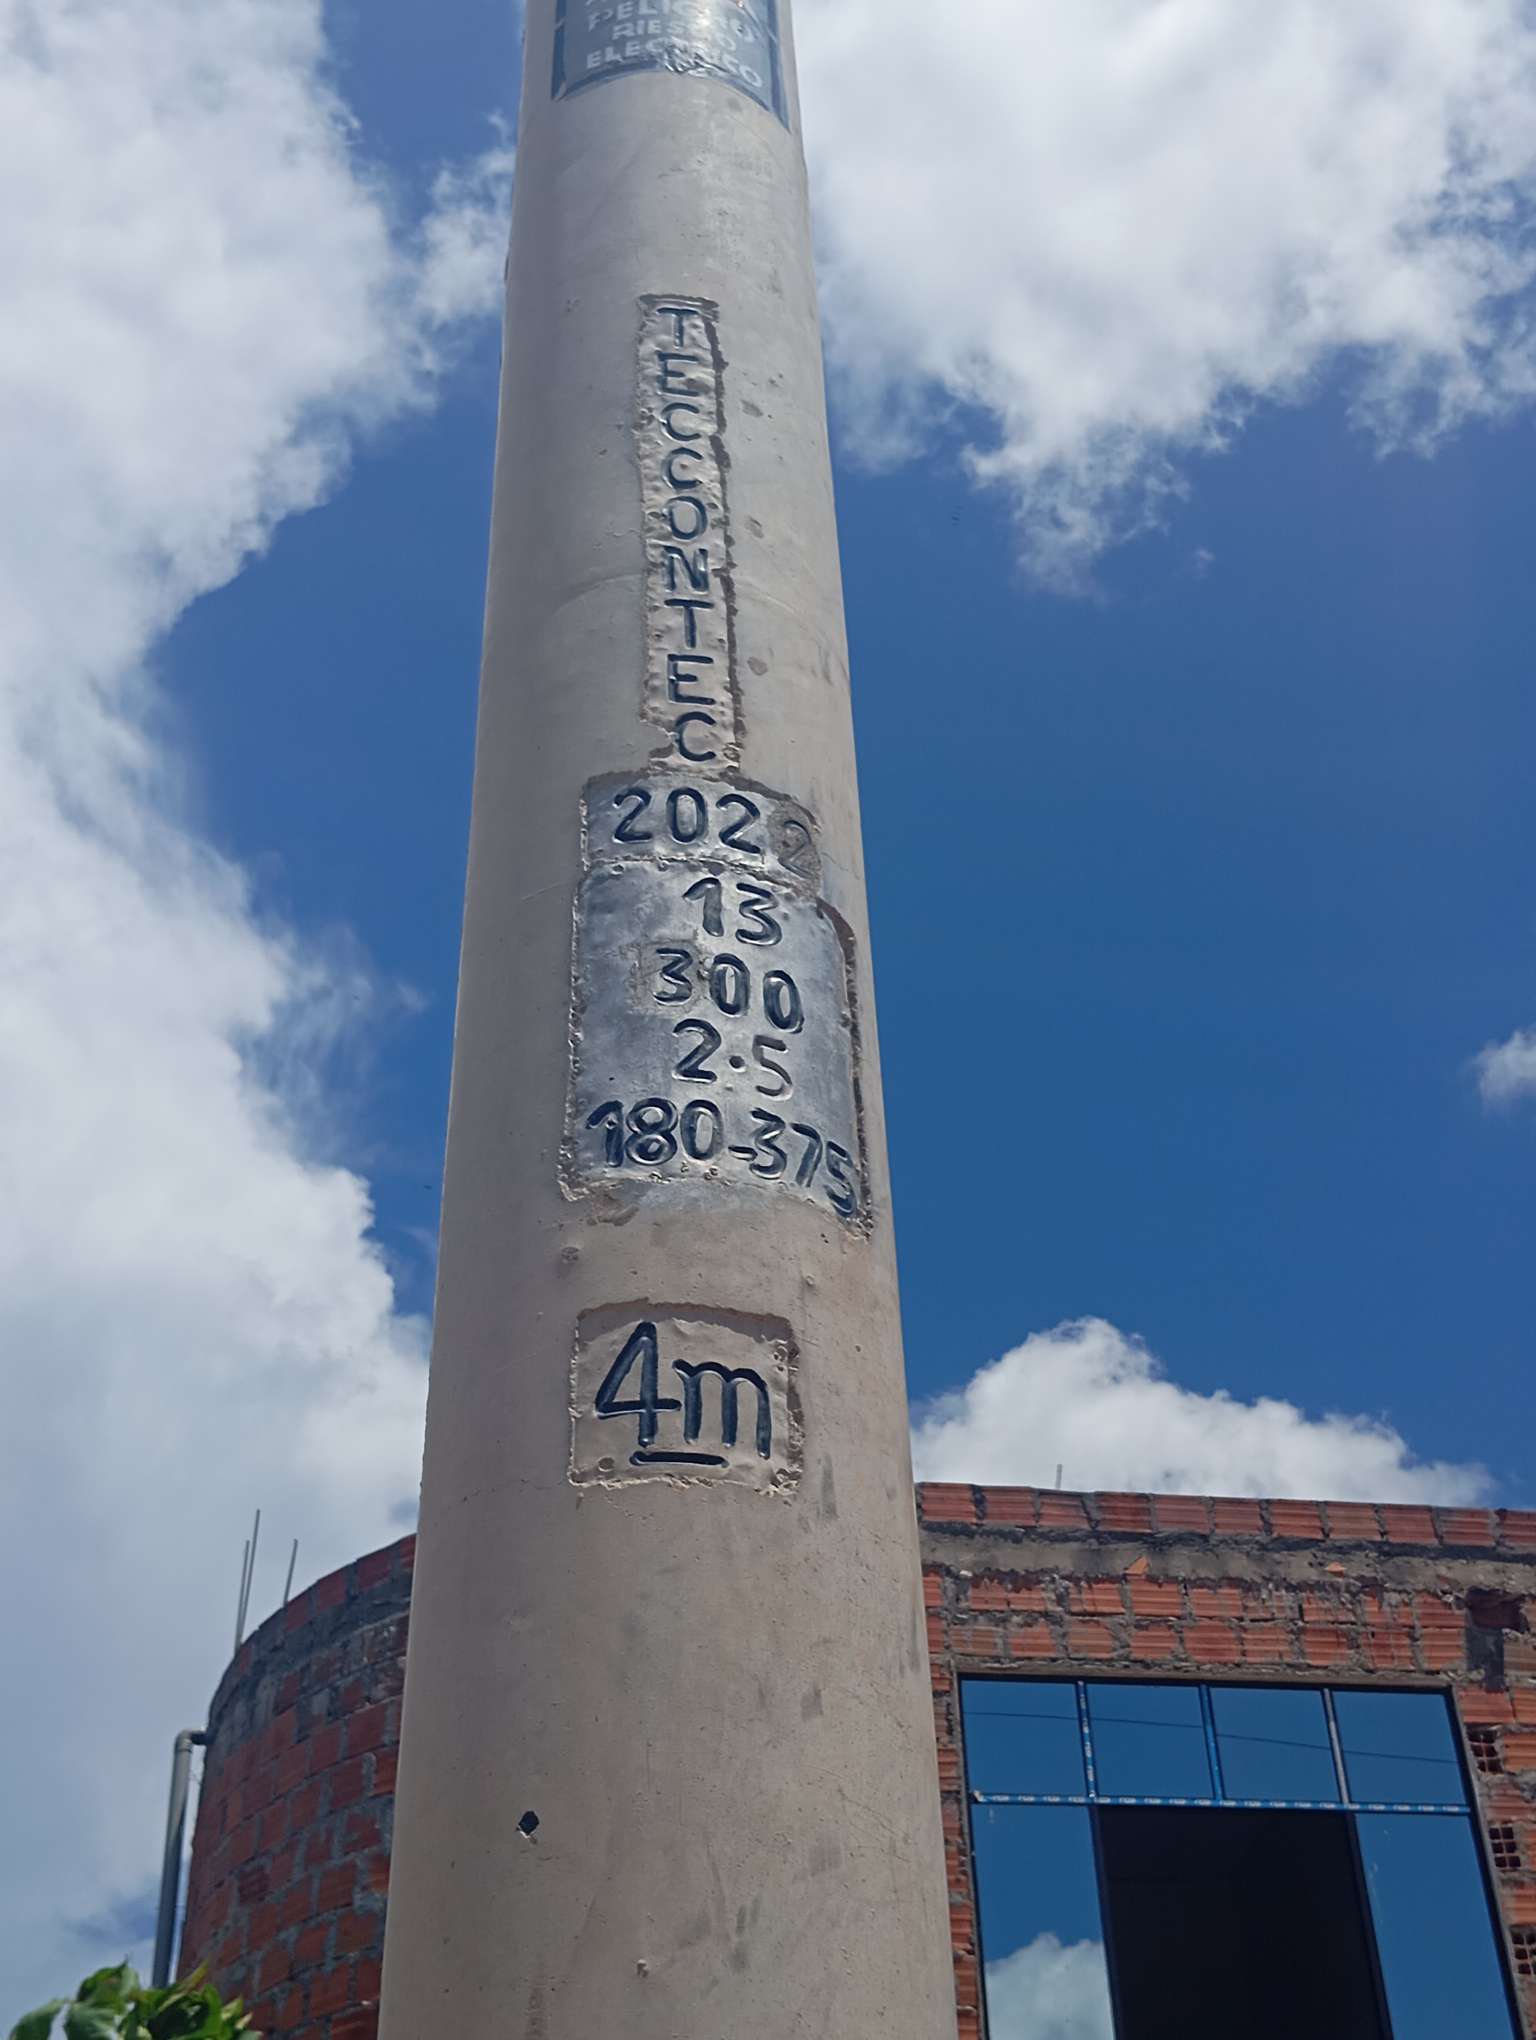 PELIGRO
RIESGO
ELECTRICO
TECCONTEC
2022
13
300
2.5
180-375
4m